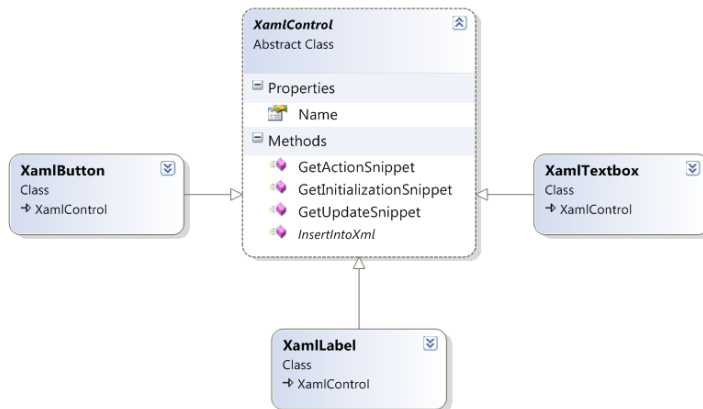 XamlControl
Abstract Class
Properties
Name
Methods
GetActionSnippet
GetInitializationSnippet
GetUpdateSnippet
InsertIntoXml
XamlButton
Class
XamlControl
XamlTextbox
Class
XamlControl
XamlLabel
Class
XamlControl